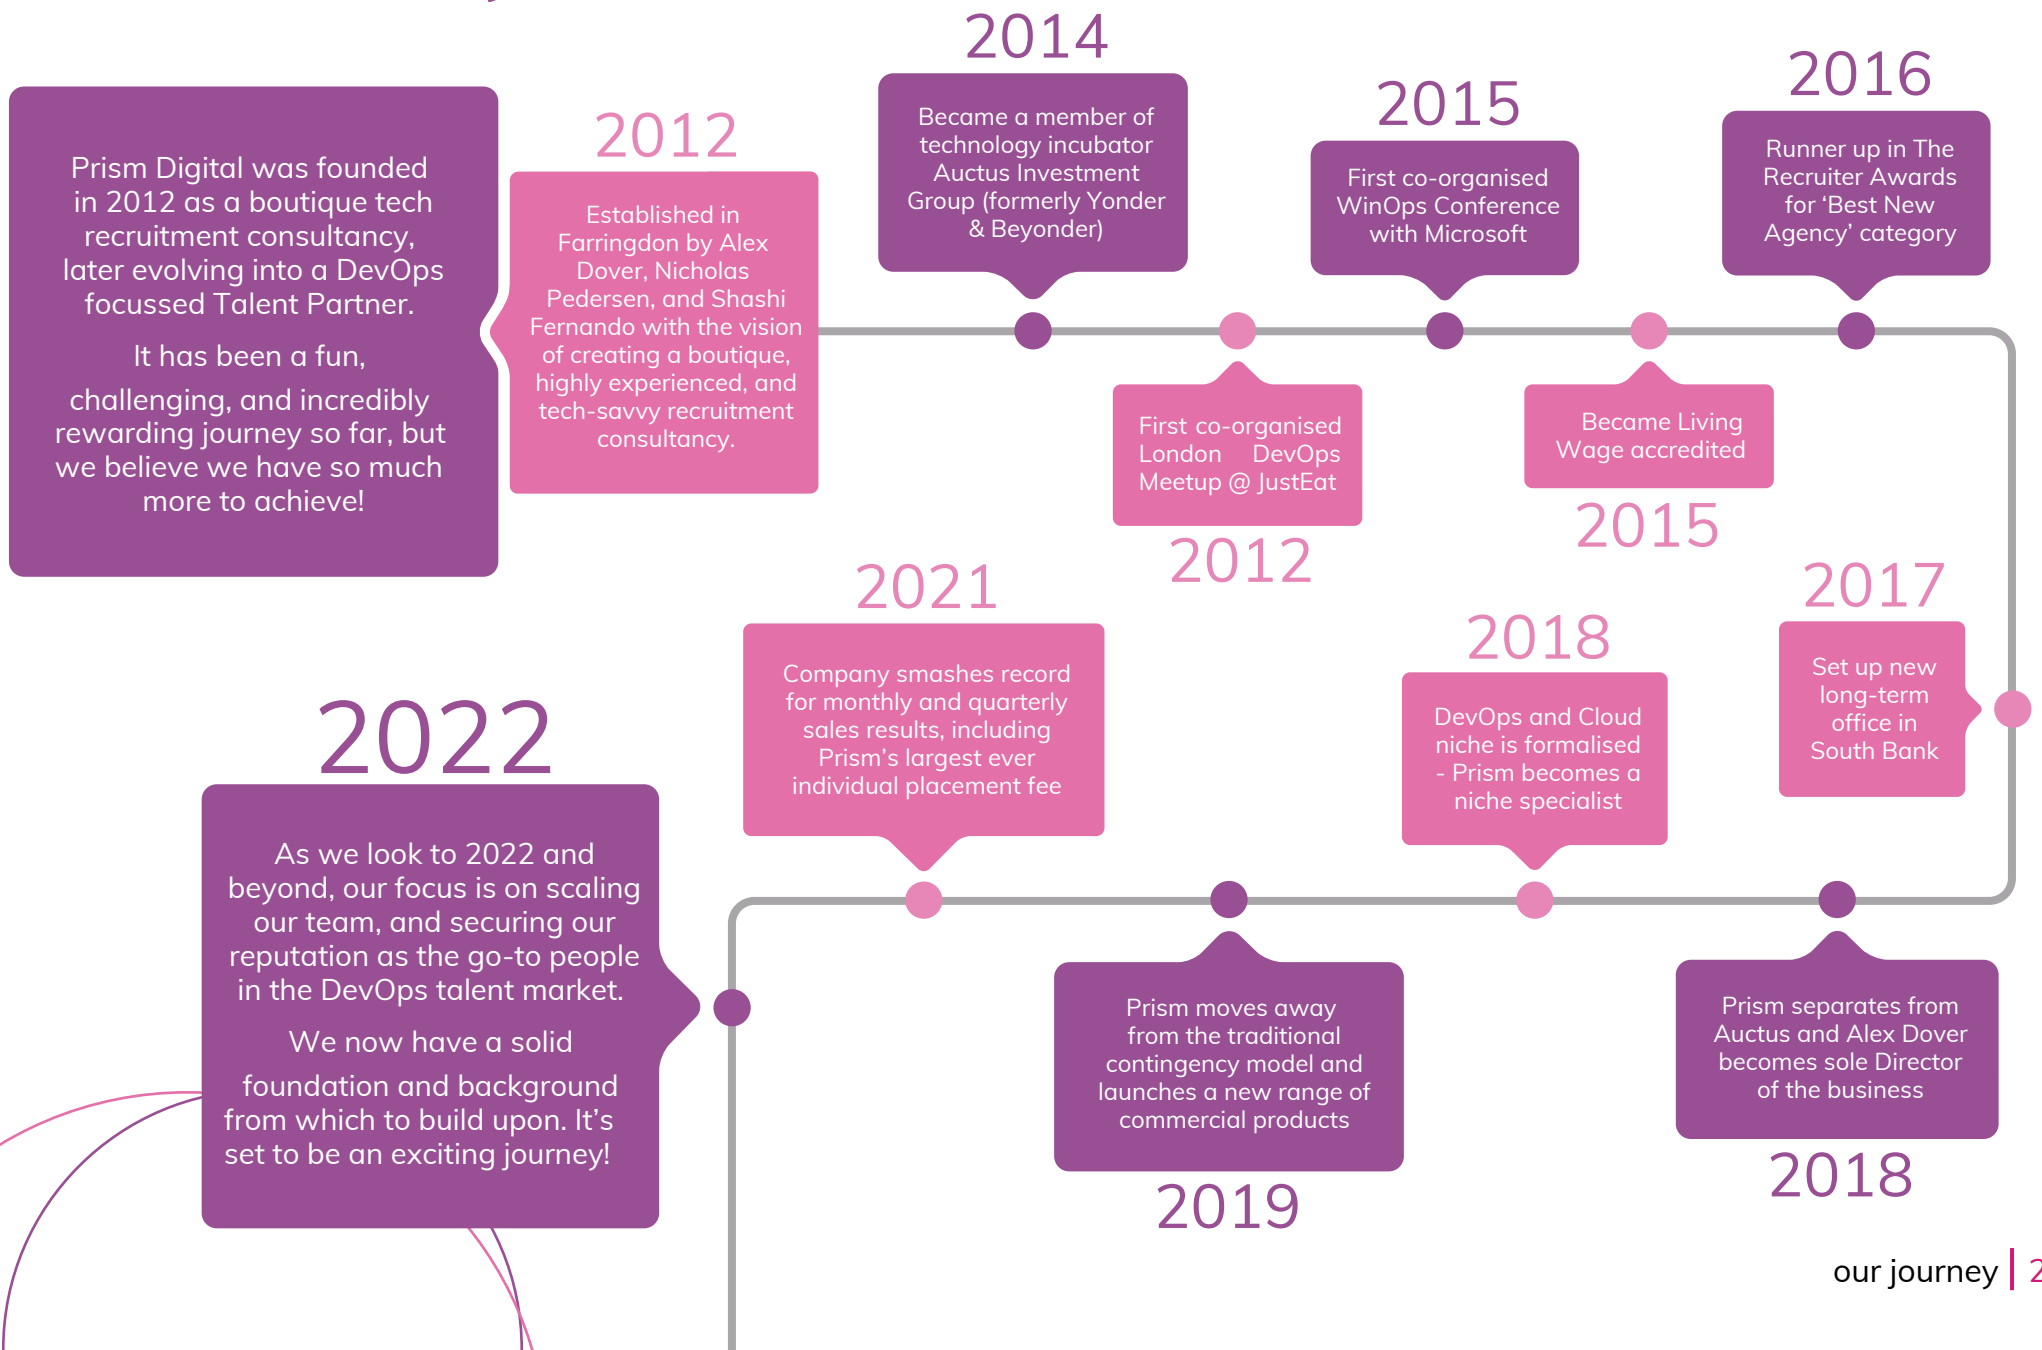 Prism Digital was founded
in 2012 as a boutique tech
recruitment consultancy,
later evolving into a DevOps
focussed Talent Partner.
It has been a fun,
challenging, and incredibly
rewarding journey so far, but
we believe we have so much
more to achieve!
2012
Established in
Farringdon by Alex
Dover, Nicholas
Pedersen, and Shashi
Fernando with the vision
of creating a boutique,
highly experienced, and
tech-savvy recruitment
consultancy.
2014
Became a member of
technology incubator
Auctus Investment
Group (formerly Yonder
& Beyonder)
First co-organised
London DevOps
Meetup @ JustEat
2012
2015
First co-organised
WinOps Conference
with Microsoft
Became Living
Wage accredited
2015
2016
Runner up in The
Recruiter Awards
for ‘Best New
Agency’ category
2017
Set up new
long-term
office in
South Bank
Prism separates from
Auctus and Alex Dover
becomes sole Director
of the business
2018
2018
DevOps and Cloud
niche is formalised
- Prism becomes a
niche specialist
Prism moves away
from the traditional
contingency model and
launches a new range of
commercial products
2019
2021
Company smashes record
for monthly and quarterly
sales results, including
Prism’s largest ever
individual placement fee
2022
As we look to 2022 and
beyond, our focus is on scaling
our team, and securing our
reputation as the go-to people
in the DevOps talent market.
We now have a solid
foundation and background
from which to build upon. It’s
set to be an exciting journey!
our journey 2